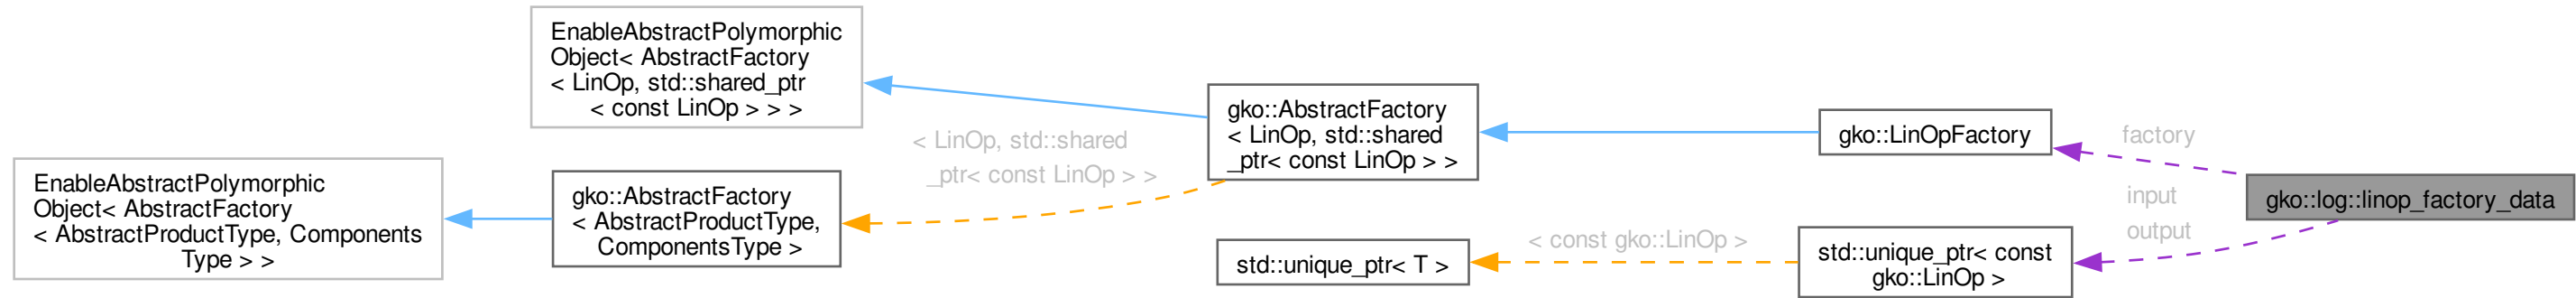 EnableAbstractPolymorphic
Object< AbstractFactory
< LinOp, std::shared_ptr
< const LinOp > > >
EnableAbstractPolymorphic
Object< AbstractFactory
< AbstractProductType, Components
Type > >
gko::AbstractFactory
< AbstractProductType,
ComponentsType >
< LinOp, std::shared
_ptr< const LinOp > >
gko::AbstractFactory
< LinOp, std::shared
_ptr< const LinOp > >
std::unique_ptr< T >
< const gko::LinOp >
gko::LinOpFactory
std::unique_ptr< const
gko::LinOp >
factory
input
output
gko::log::linop_factory_data